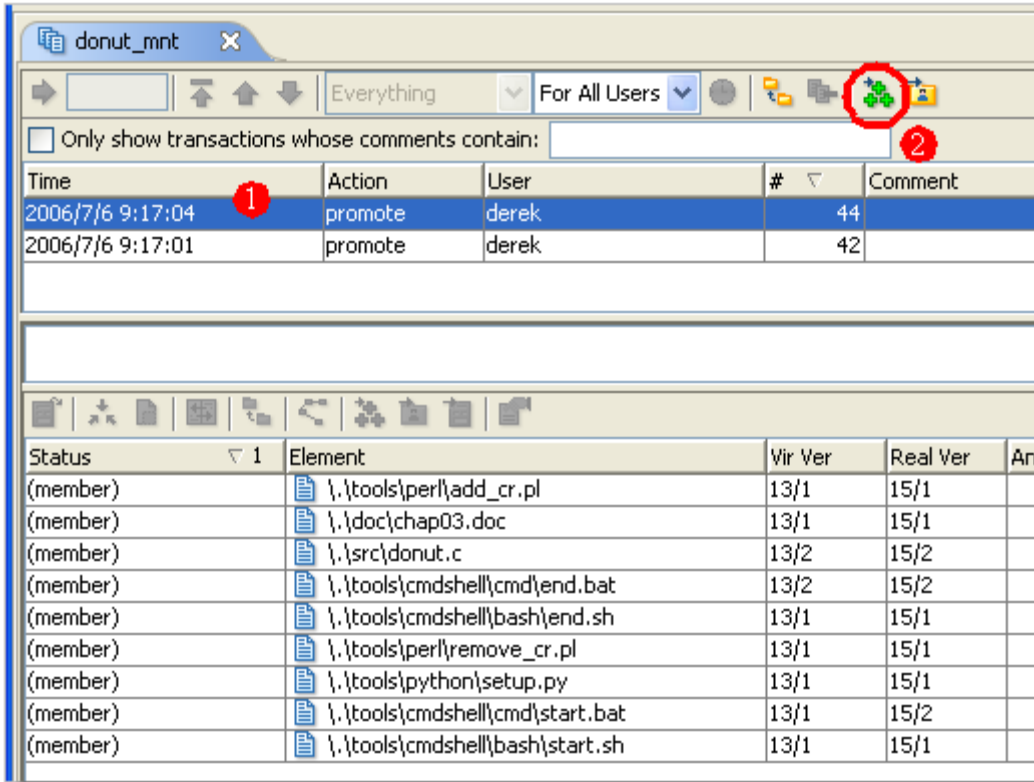 donut_mnt
Everything For All Users
Only show transactions whose comments contain:
2
Time Action User # Comment
1
2006/7/6 9:17:04 promote derek 44
2006/7/6 9:17:01 promote derek 42
Status 1 Element Vir Ver Real Ver An
(member) \.\tools\perl\add_cr.pl 13/1 15/1
(member) \.\doc\chap03.doc 13/1 15/1
(member) \.\src\donut.c 13/2 15/2
(member) \.\tools\cmdshell\cmd\end.bat 13/2 15/2
(member) \.\tools\cmdshell\bash\end.sh 13/1 15/1
(member) \.\tools\perl\remove_cr.pl 13/1 15/1
(member) \.\tools\python\setup.py 13/1 15/1
(member) \.\tools\cmdshell\cmd\start.bat 13/1 15/2
(member) \.\tools\cmdshell\bash\start.sh 13/1 15/1